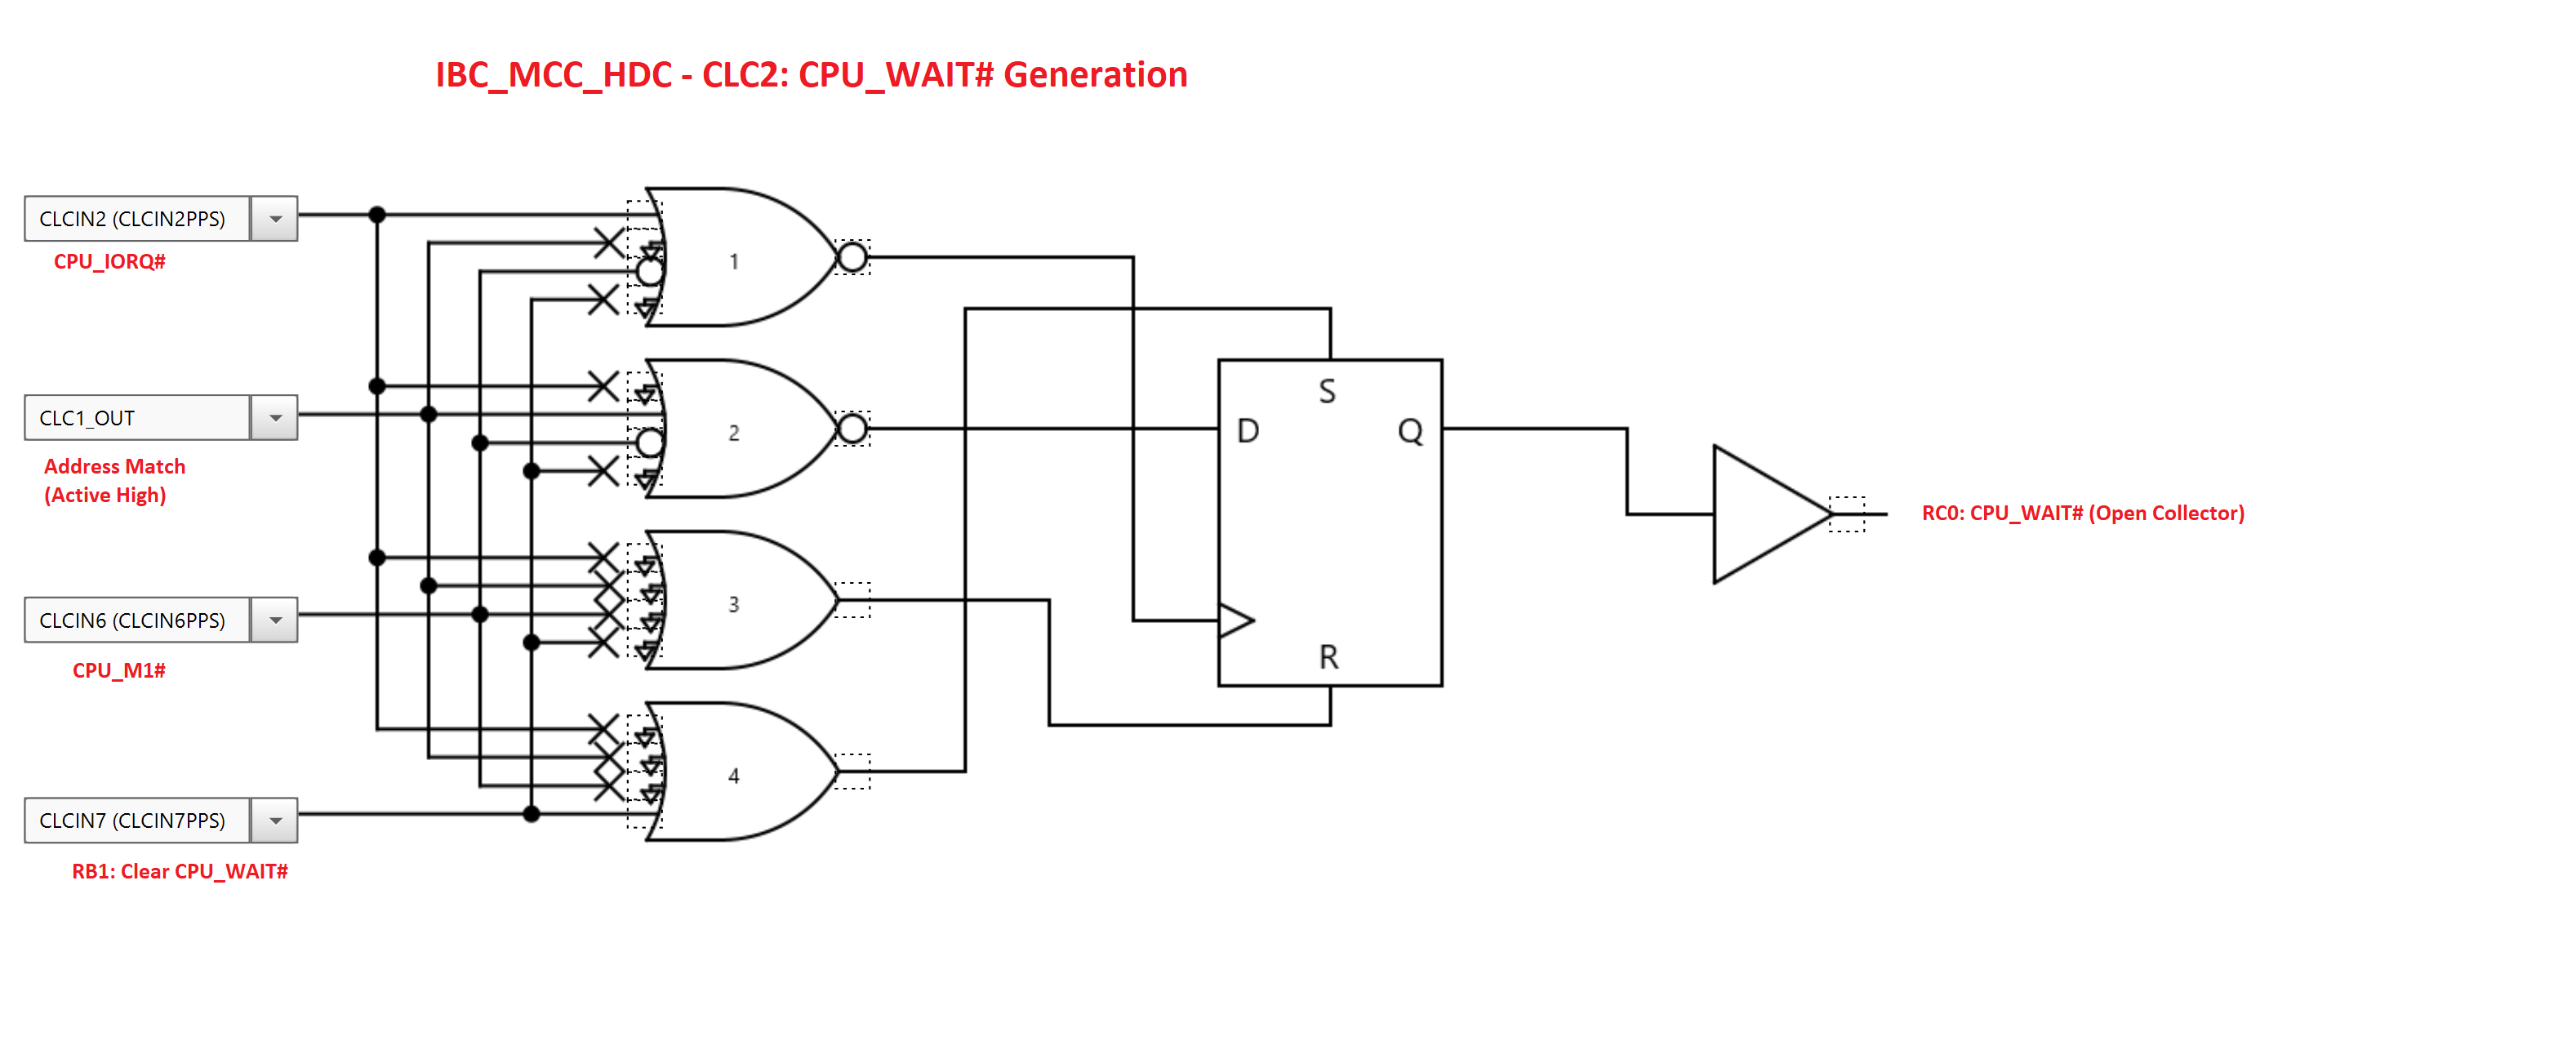 IBC_MCC_HDC - CLC2: CPU_WAIT# Generation
CLCIN2 (CLCIN2PPS)
CPU_IORQ#
CLC1_OUT
Address Match
(Active High)
CLCIN6 (CLCIN6PPS)
CPU_M1#
CLCIN7 (CLCIN7PPS)
RB1: Clear CPU_WAIT#
1
2
3
4
S
D
Q
R
RC0: CPU_WAIT# (Open Collector)